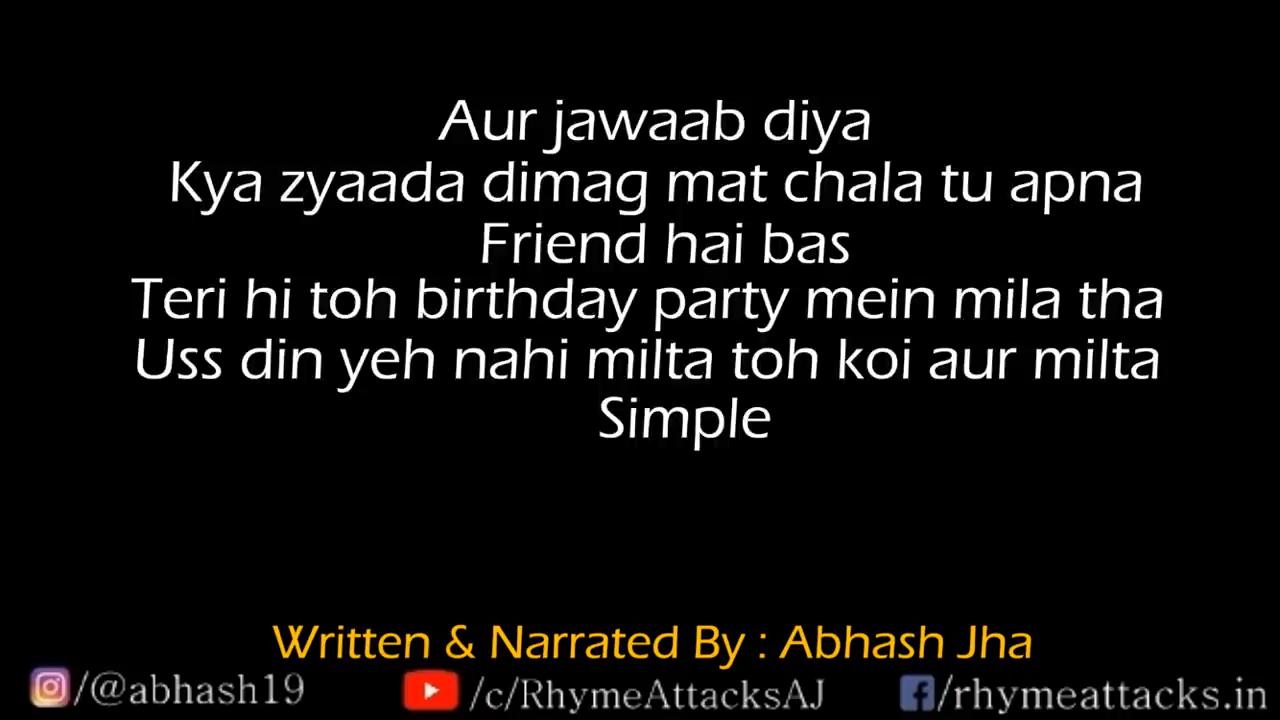 Aur jawaab diya
Kya zyaada dimag mat chala tu apna
Friend hai bas
Teri hi toh birthday party mein mila tha
Uss din yeh nahi milta toh koi aur milta
Simple
Written & Narrated By : Abhash Jha
/@abhash19 /c/RhymeAttacksAJ /rhymeattacks.in